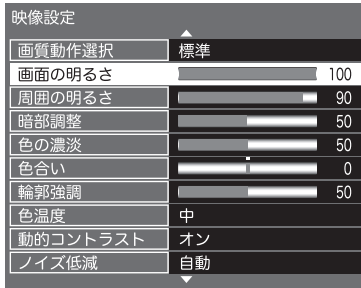 映像設定
画質動作選択 標準
画面の明るさ 100
周囲の明るさ 90
暗部調整 50
色の濃淡 50
色合い 0
輪郭強調 50
色温度 中
動的コントラスト オン
ノイズ低減 自動